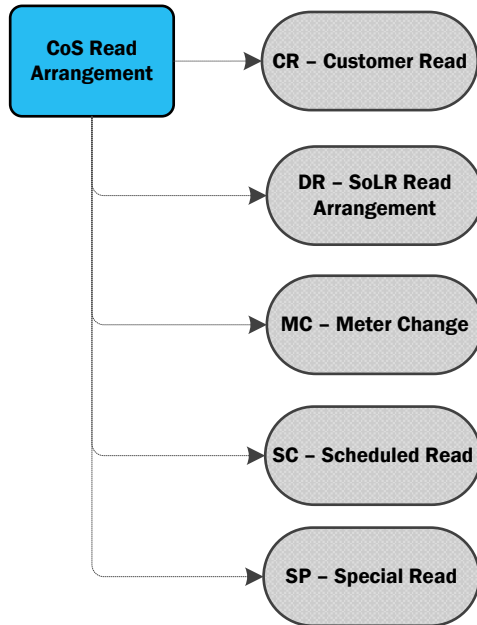 CoS Read
Arrangement
CR – Customer Read
DR – SoLR Read
Arrangement
MC – Meter Change
SC – Scheduled Read
SP – Special Read